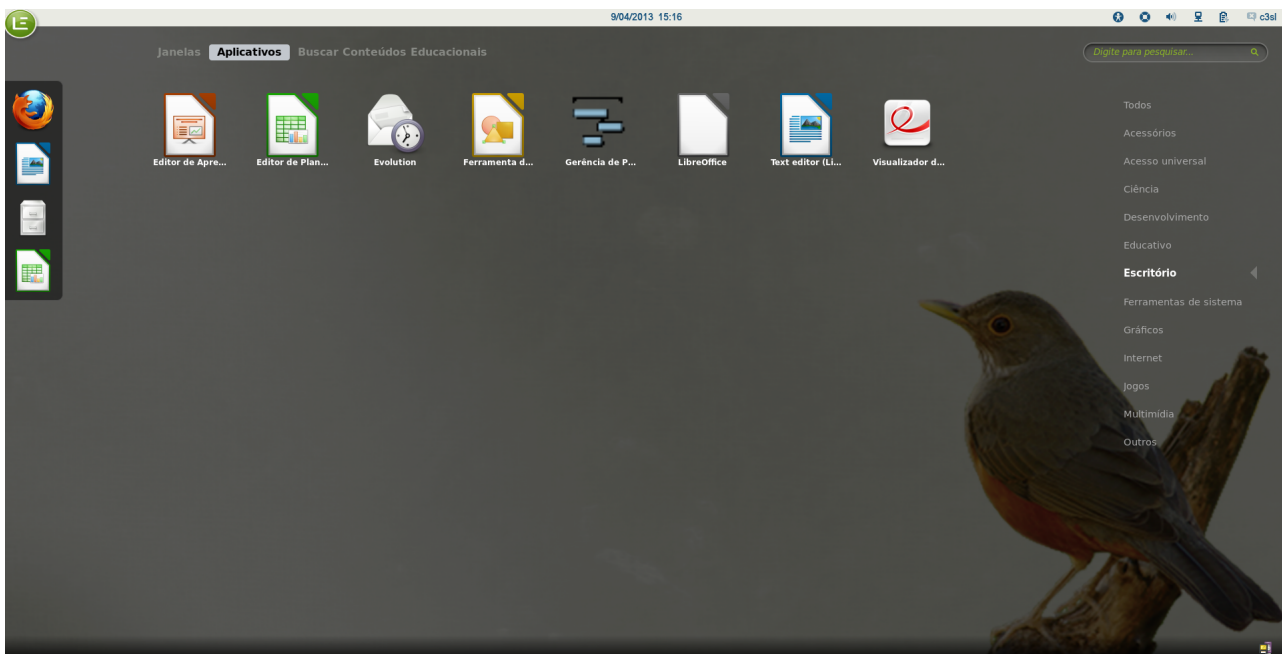 9/04/2013 15:16
c3sl
LE
Janelas Aplicativos Buscar Conteúdos Educacionais
Digite para pesquisar...
Editor de Apre... Editor de Plan... Evolution Ferramenta d... Gerência de P... LibreOffice Text editor (Li... Visualizador d...
Todos
Acessórios
Acesso universal
Ciência
Desenvolvimento
Educativo
Escritório
Ferramentas de sistema
Gráficos
Internet
Jogos
Multimídia
Outros